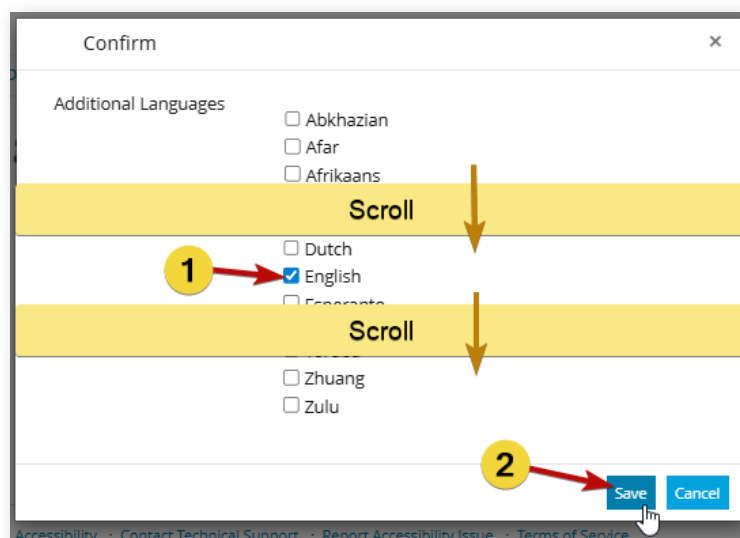 Confirm ×
Additional Languages
Abkhazian
Afar
Afrikaans
Scroll
Dutch
1
English
Esperanto
Scroll
Zhuang
Zulu
2
Save Cancel
Accessibility · Contact Technical Support · Report Accessibility Issue · Terms of Service